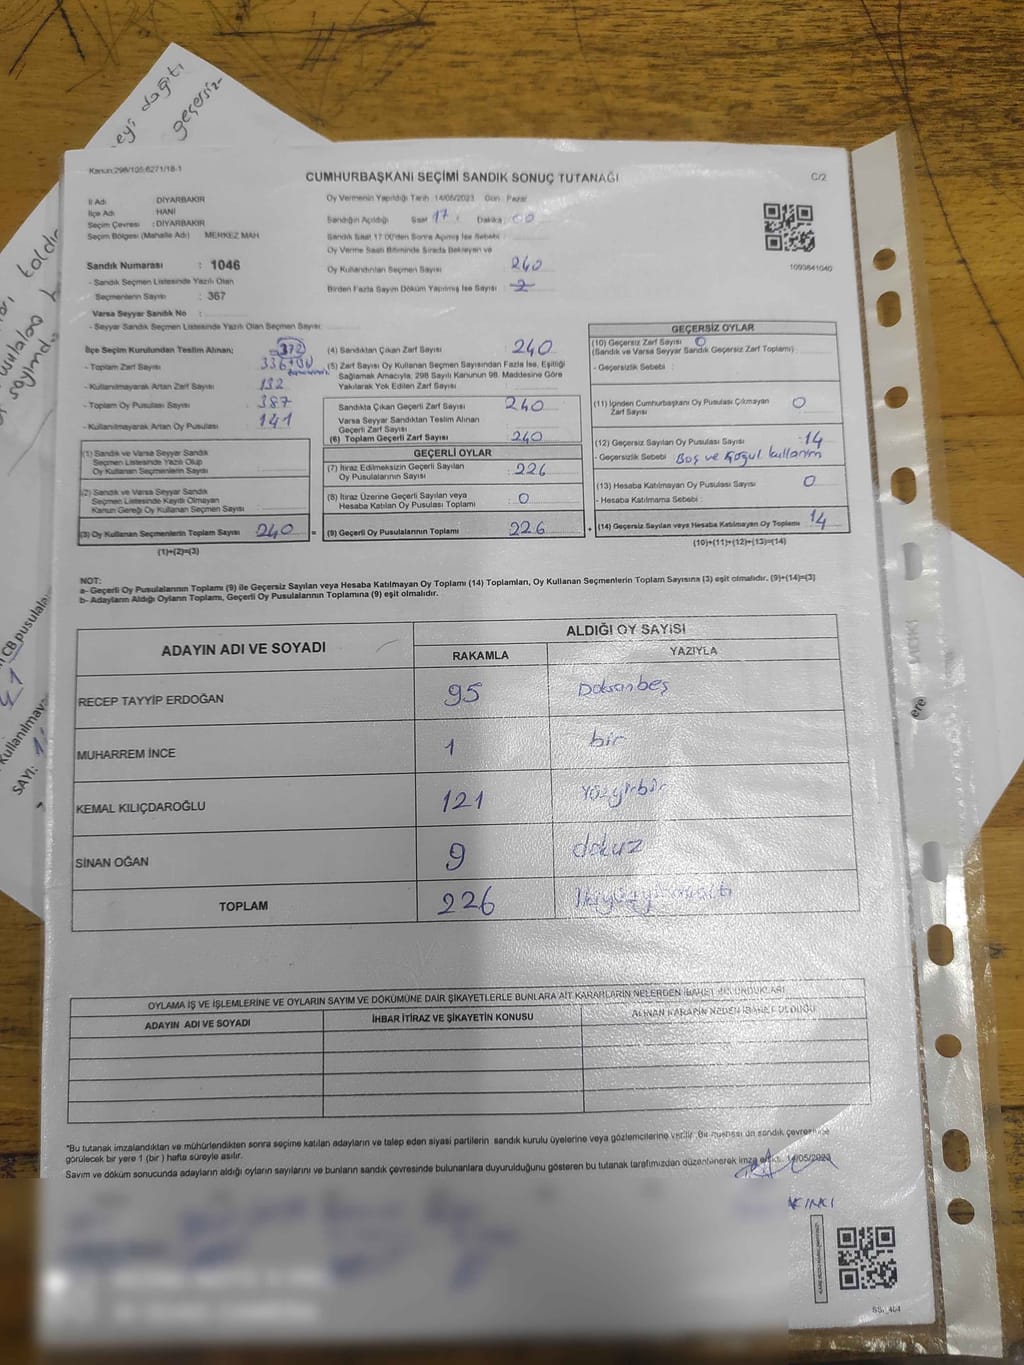 eyi dağıtı
geçersiz-
Kanun:298/105;6271/18-1
CUMHURBAŞKANI SEÇİMİ SANDIK SONUÇ TUTANAĞI
C/2
İl Adı : DİYARBAKIR
İlçe Adı : HANİ
Seçim Çevresi : DİYARBAKIR
Seçim Bölgesi (Mahalle Adı) : MERKEZ MAH
Oy Vermenin Yapıldığı Tarih : 14/05/2023 Gün : Pazar
Sandığın Açıldığı Saat : 17 Dakika : 00
Sandık Saat 17:00'den Sonra Açılmış İse Sebebi :
Oy Verme Saati Bitiminde Sırada Bekleyen ve
Oy Kullandırılan Seçmen Sayısı : 240
Birden Fazla Sayım Döküm Yapılmış İse Sayısı :
Sandık Numarası : 1046
- Sandık Seçmen Listesinde Yazılı Olan
Seçmenlerin Sayısı : 367
Varsa Seyyar Sandık No :
- Seyyar Sandık Seçmen Listesinde Yazılı Olan Seçmen Sayısı:
İlçe Seçim Kurulundan Teslim Alınan; 372
- Toplam Zarf Sayısı
- Kullanılmayarak Artan Zarf Sayısı : 132
- Toplam Oy Pusulası Sayısı : 387
- Kullanılmayarak Artan Oy Pusulası : 141
(1) Sandık ve Varsa Seyyar Sandık
Seçmen Listesinde Yazılı Olup
Oy Kullanan Seçmenlerin Sayısı :
(2) Sandık ve Varsa Seyyar Sandık
Seçmen Listesinde Kaydı Olmayan
Kanun Gereği Oy Kullanan Seçmen Sayısı :
(3) Oy Kullanan Seçmenlerin Toplam Sayısı : 240
(1)+(2)=(3)
(4) Sandıktan Çıkan Zarf Sayısı : 240
(5) Zarf Sayısı Oy Kullanan Seçmen Sayısından Fazla İse, Eşitliği
Sağlamak Amacıyla, 298 Sayılı Kanunun 98. Maddesine Göre
Yakılarak Yok Edilen Zarf Sayısı :
Sandıkta Çıkan Geçerli Zarf Sayısı : 240
Varsa Seyyar Sandıktan Teslim Alınan
Geçerli Zarf Sayısı :
(6) Toplam Geçerli Zarf Sayısı : 240
GEÇERLİ OYLAR
(7) İtiraz Edilmeksizin Geçerli Sayılan
Oy Pusulalarının Sayısı : 226
(8) İtiraz Üzerine Geçerli Sayılan veya
Hesaba Katılan Oy Pusulası Toplamı : 0
(9) Geçerli Oy Pusulalarının Toplamı : 226
1093841040
GEÇERSİZ OYLAR
(10) Geçersiz Zarf Sayısı : 0
(Sandık ve Varsa Seyyar Sandık Geçersiz Zarf Toplamı)
- Geçersizlik Sebebi :
(11) İçinden Cumhurbaşkanı Oy Pusulası Çıkmayan
Zarf Sayısı : 0
(12) Geçersiz Sayılan Oy Pusulası Sayısı : 14
- Geçersizlik Sebebi : Boş ve Koşul kullanım
(13) Hesaba Katılmayan Oy Pusulası Sayısı : 0
- Hesaba Katılmama Sebebi :
(14) Geçersiz Sayılan veya Hesaba Katılmayan Oy Toplamı : 14
(10)+(11)+(12)+(13)=(14)
NOT:
a- Geçerli Oy Pusulalarının Toplamı (9) ile Geçersiz Sayılan veya Hesaba Katılmayan Oy Toplamı (14) Toplamları, Oy Kullanan Seçmenlerin Toplam Sayısına (3) eşit olmalıdır. (9)+(14)=(3)
b- Adayların Aldığı Oyların Toplamı, Geçerli Oy Pusulalarının Toplamına (9) eşit olmalıdır.
ADAYIN ADI VE SOYADI
ALDIĞI OY SAYISI
RAKAMLA YAZIYLA
RECEP TAYYİP ERDOĞAN 95 Doksanbeş
MUHARREM İNCE 1 bir
KEMAL KILIÇDAROĞLU 121 Yüzyirbir
SİNAN OĞAN 9 dokuz
TOPLAM 226 İkiyüzyirmialtı
OYLAMA İŞ VE İŞLEMLERİNE VE OYLARIN SAYIM VE DÖKÜMÜNE DAİR ŞİKAYETLERLE BUNLARA AİT KARARLARIN NELERDEN İBARET BULUNDUKLARI
ADAYIN ADI VE SOYADI İHBAR İTİRAZ VE ŞİKAYETİN KONUSU ALINAN KARARIN NEDEN İBARET OLDUĞU
"Bu tutanak imzalandıktan ve mühürlendikten sonra seçime katılan adayların ve talep eden siyasi partilerin sandık kurulu üyelerine veya gözlemcilerine verilir. Bir nüshası da sandık çevresinde
görülecek bir yere 1 (bir) hafta süreyle asılır.
Sayım ve döküm sonucunda adayların aldığı oyların sayılarını ve bunların sandık çevresinde bulunanlara duyurulduğunu gösteren bu tutanak tarafımızdan düzenlenerek imza edildi. 14/05/2023